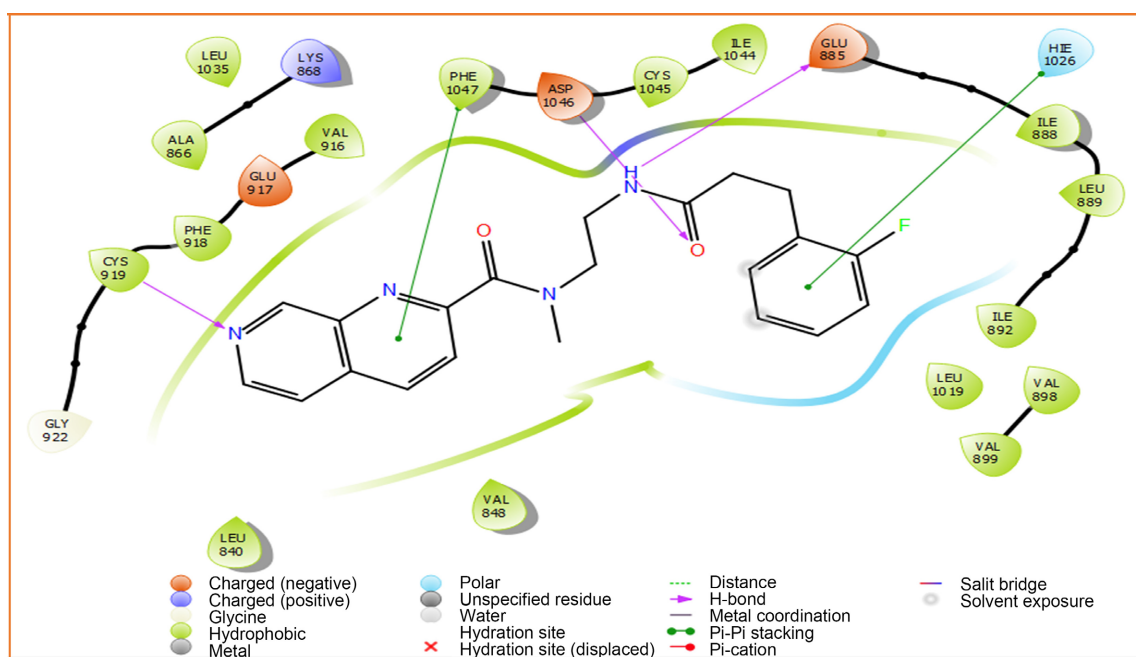 LEU
1035
LYS
868
ALA
866
VAL
916
GLU
917
PHE
918
CYS
919
GLY
922
PHE
1047
ASP
1046
CYS
1045
ILE
1044
GLU
885
HIE
1026
ILE
888
LEU
889
ILE
892
LEU
1019
VAL
898
VAL
899
VAL
848
LEU
840
O
N
N
N
H
N
O
F
Charged (negative)
Charged (positive)
Glycine
Hydrophobic
Metal
Polar
Unspecified residue
Water
Hydration site
Hydration site (displaced)
Distance
H-bond
Metal coordination
Pi-Pi stacking
Pi-cation
Salit bridge
Solvent exposure